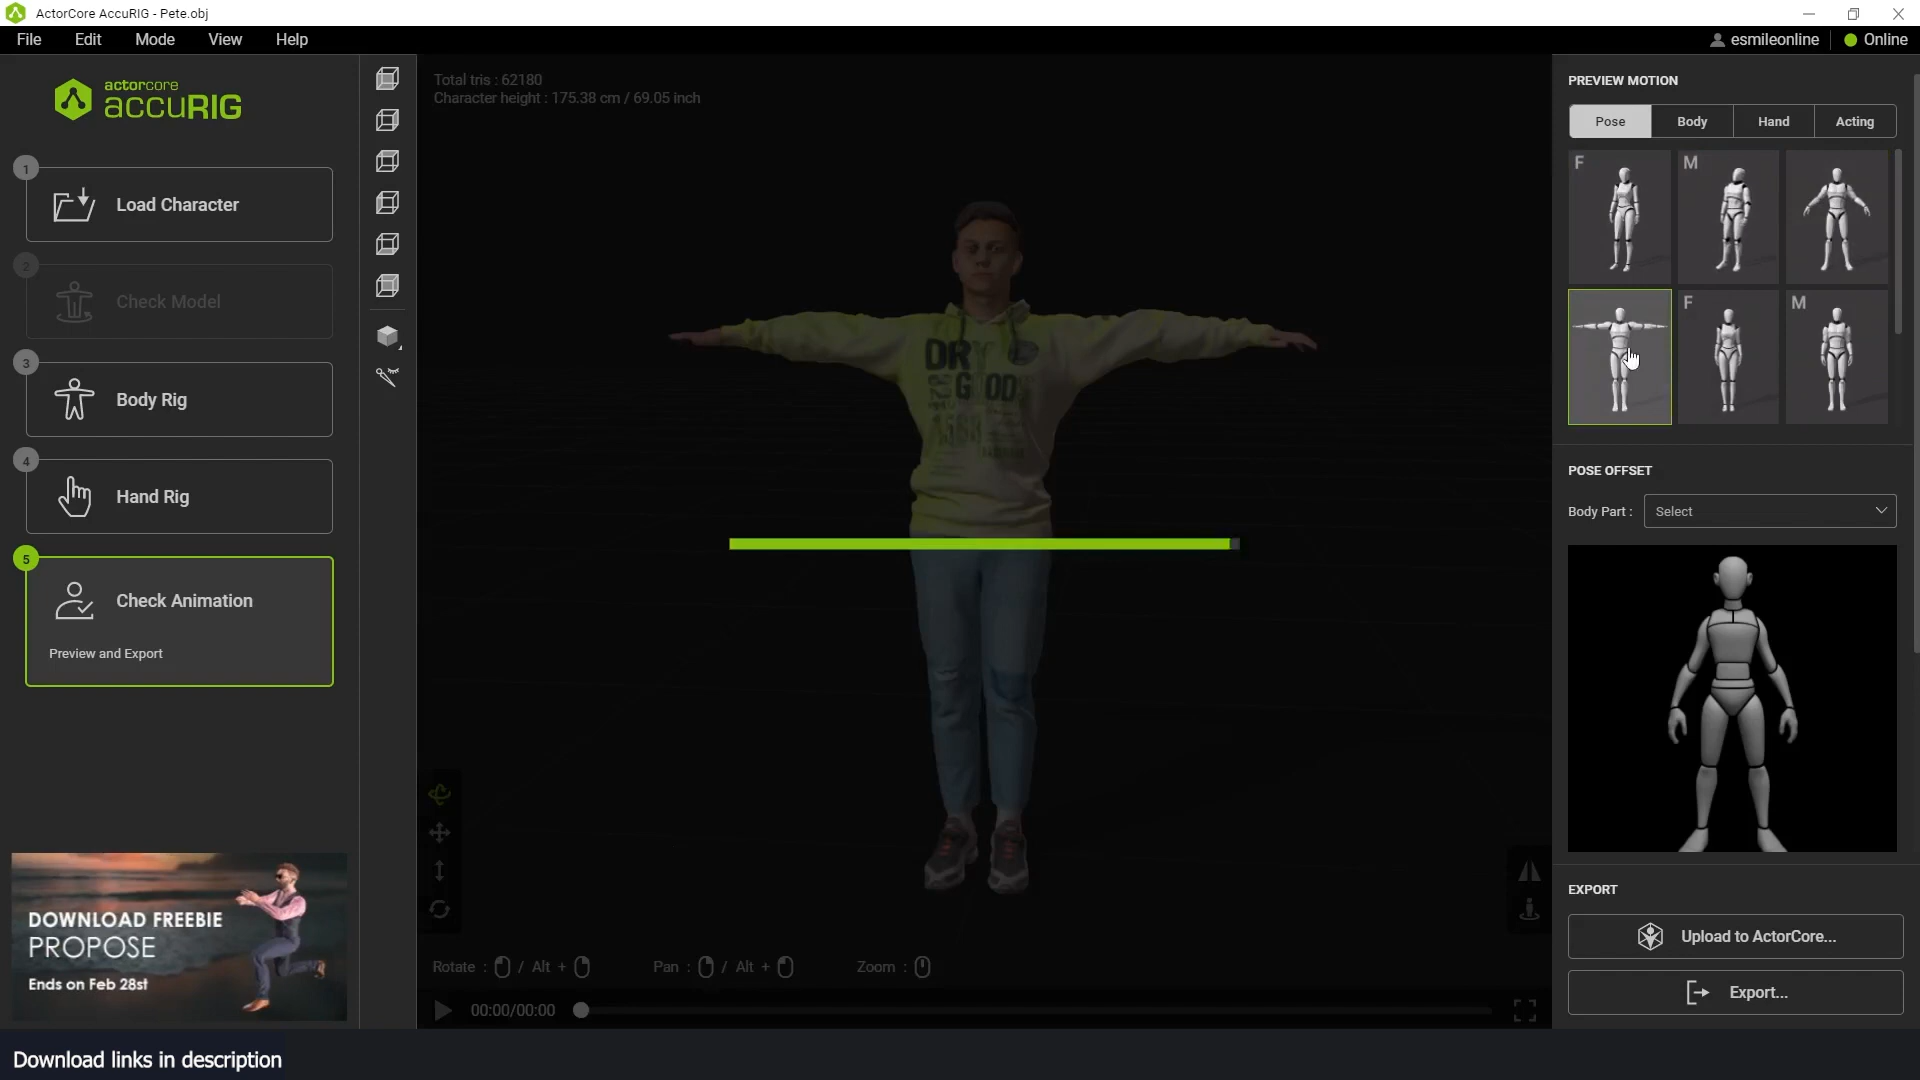 ActorCore AccuRIG - Pete.obj
File Edit Mode View Help
esmileonline
Online
actorcore
accuRIG
1
Load Character
2
Check Model
3
Body Rig
4
Hand Rig
5
Check Animation
Preview and Export
DOWNLOAD FREEBIE
PROPOSE
Ends on Feb 28st
Total tris : 62180
Character height : 175.38 cm / 69.05 inch
DRY
GOODS
Rotate : / Alt +
Pan : / Alt +
Zoom :
00:00/00:00
PREVIEW MOTION
Pose Body Hand Acting
F M
F M
POSE OFFSET
Body Part : Select
EXPORT
Upload to ActorCore...
Export...
Download links in description